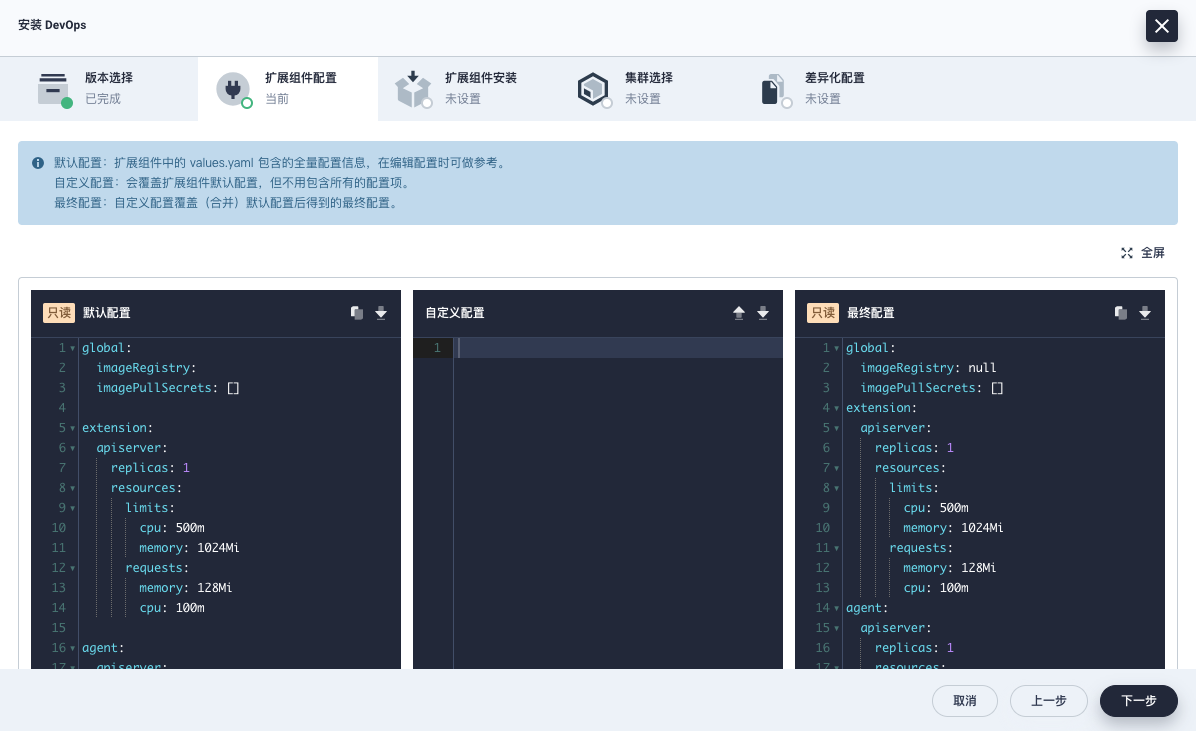 安装 DevOps
版本选择
已完成
扩展组件配置
当前
扩展组件安装
未设置
集群选择
未设置
差异化配置
未设置
默认配置：扩展组件中的 values.yaml 包含的全量配置信息，在编辑配置时可做参考。
自定义配置：会覆盖扩展组件默认配置，但不用包含所有的配置项。
最终配置：自定义配置覆盖（合并）默认配置后得到的最终配置。
全屏
只读 默认配置
1 global:
2   imageRegistry:
3   imagePullSecrets: []
4
5 extension:
6   apiserver:
7     replicas: 1
8     resources:
9       limits:
10         cpu: 500m
11         memory: 1024Mi
12       requests:
13         memory: 128Mi
14         cpu: 100m
15
16 agent:
17   apiserver:
自定义配置
1
只读 最终配置
1 global:
2   imageRegistry: null
3   imagePullSecrets: []
4 extension:
5   apiserver:
6     replicas: 1
7     resources:
8       limits:
9         cpu: 500m
10         memory: 1024Mi
11       requests:
12         memory: 128Mi
13         cpu: 100m
14 agent:
15   apiserver:
16     replicas: 1
17     resources:
取消
上一步
下一步